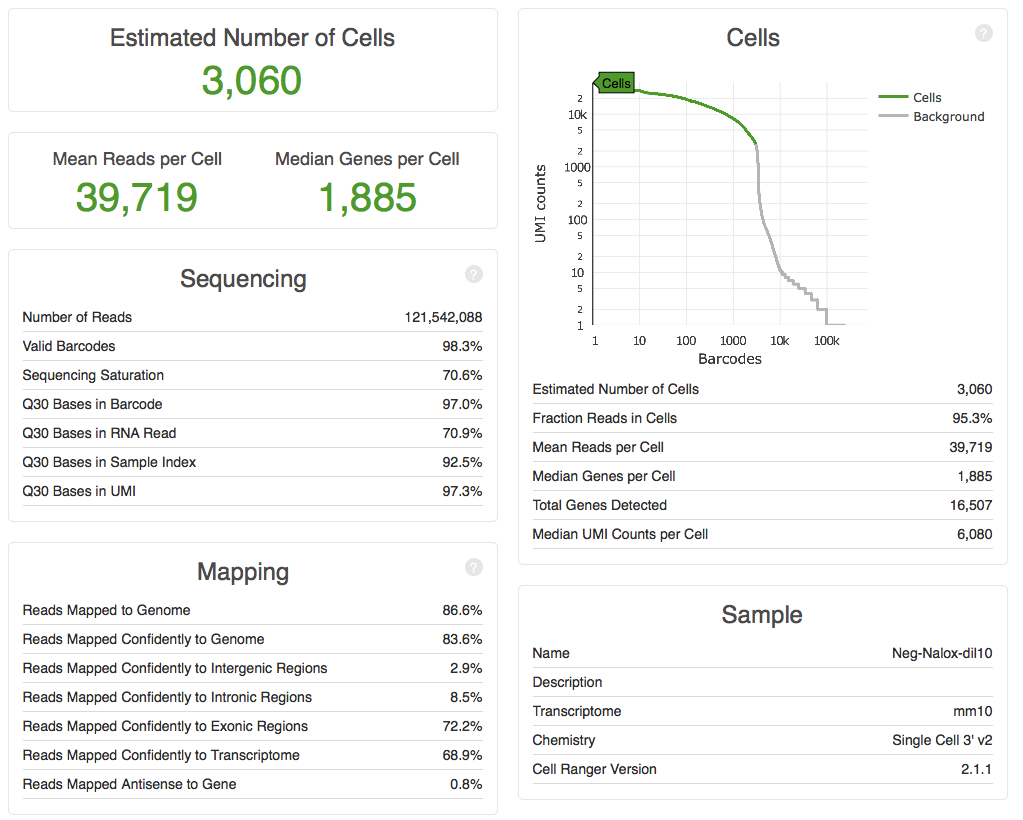 Estimated Number of Cells
3,060
Mean Reads per Cell Median Genes per Cell
39,719 1,885
Sequencing ?
Number of Reads 121,542,088
Valid Barcodes 98.3%
Sequencing Saturation 70.6%
Q30 Bases in Barcode 97.0%
Q30 Bases in RNA Read 70.9%
Q30 Bases in Sample Index 92.5%
Q30 Bases in UMI 97.3%
Mapping ?
Reads Mapped to Genome 86.6%
Reads Mapped Confidently to Genome 83.6%
Reads Mapped Confidently to Intergenic Regions 2.9%
Reads Mapped Confidently to Intronic Regions 8.5%
Reads Mapped Confidently to Exonic Regions 72.2%
Reads Mapped Confidently to Transcriptome 68.9%
Reads Mapped Antisense to Gene 0.8%
Cells ?
Cells
Cells
Background
UMI counts
2
10k
5
2
1000
5
2
100
5
2
10
5
2
1
1 10 100 1000 10k 100k
Barcodes
Estimated Number of Cells 3,060
Fraction Reads in Cells 95.3%
Mean Reads per Cell 39,719
Median Genes per Cell 1,885
Total Genes Detected 16,507
Median UMI Counts per Cell 6,080
Sample
Name Neg-Nalox-dil10
Description
Transcriptome mm10
Chemistry Single Cell 3' v2
Cell Ranger Version 2.1.1